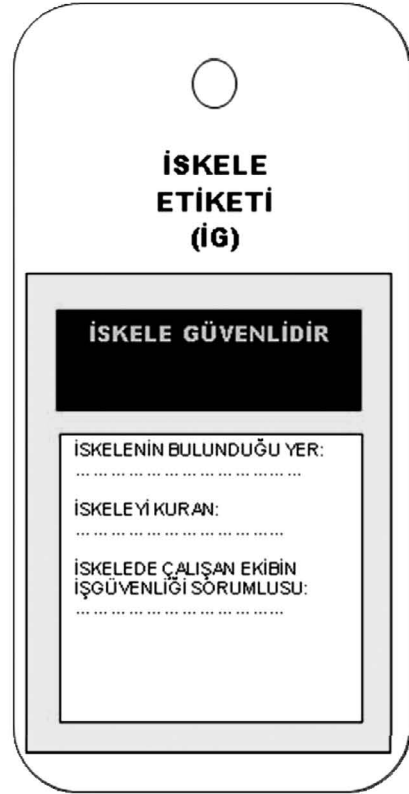 İSKELE
ETİKETİ
(İG)
İSKELE GÜVENLİDİR
İSKELENİN BULUNDUĞU YER:
… … … … … … … … … … … … …
İSKELEYİ KURAN:
… … … … … … … … … … … …
İSKELEDE ÇALIŞAN EKİBİN
İŞGÜVENLİĞİ SORUMLUSU:
… … … … … … … … … … … …